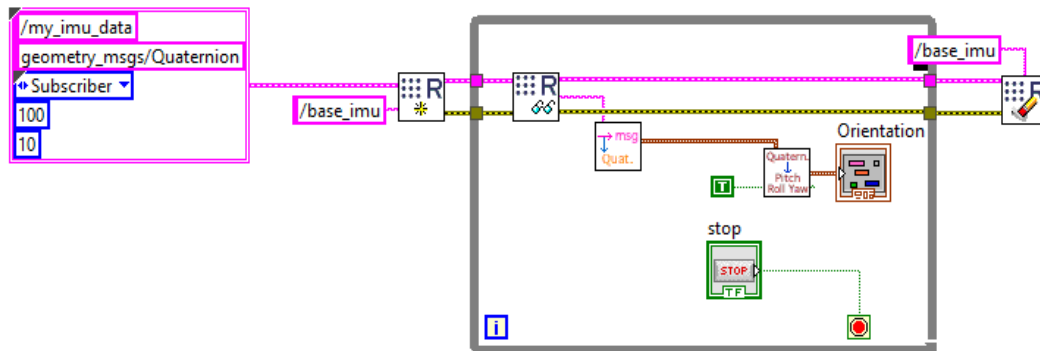 /my_imu_data
geometry_msgs/Quaternion
Subscriber
100
10
R
/base_imu
R
msg
Quat.
Quatern.
Pitch
Roll Yaw
T
Orientation
stop
STOP
TF
i
/base_imu
R